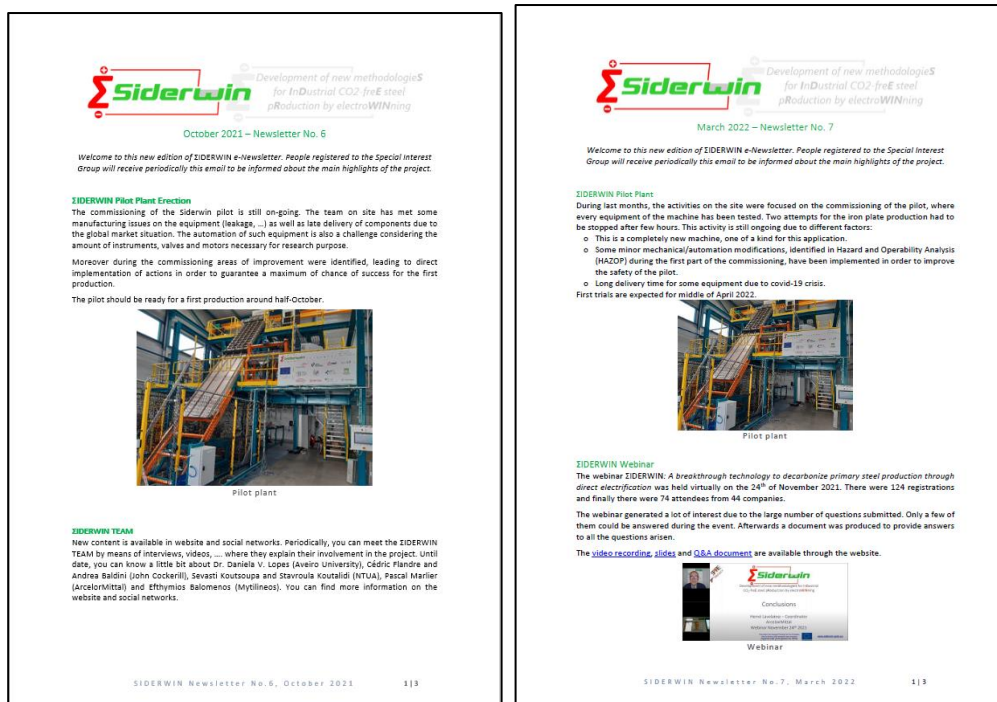 ΣSiderwin
Development of new methodologieS
for InDustrial CO2-freE steel
pRoduction by electroWINning
October 2021 – Newsletter No. 6
Welcome to this new edition of ΣIDERWIN e-Newsletter. People registered to the Special Interest
Group will receive periodically this email to be informed about the main highlights of the project.
ΣIDERWIN Pilot Plant Erection
The commissioning of the Siderwin pilot is still on-going. The team on site has met some
manufacturing issues on the equipment (leakage, ...) as well as late delivery of components due to
the global market situation. The automation of such equipment is also a challenge considering the
amount of instruments, valves and motors necessary for research purpose.
Moreover during the commissioning areas of improvement were identified, leading to direct
implementation of actions in order to guarantee a maximum of chance of success for the first
production.
The pilot should be ready for a first production around half-October.
Siderwin
Pilot plant
ΣIDERWIN TEAM
New content is available in website and social networks. Periodically, you can meet the ΣIDERWIN
TEAM by means of interviews, videos, .... where they explain their involvement in the project. Until
date, you can know a little bit about Dr. Daniela V. Lopes (Aveiro University), Cédric Flandre and
Andrea Baldini (John Cockerill), Sevasti Koutsoupa and Stavroula Koutalidi (NTUA), Pascal Marlier
(ArcelorMittal) and Efthymios Balomenos (Mytilineos). You can find more information on the
website and social networks.
SIDERWIN Newsletter No.6, October 2021 1|3
ΣSiderwin
Development of new methodologieS
for InDustrial CO2-freE steel
pRoduction by electroWINning
March 2022 – Newsletter No. 7
Welcome to this new edition of ΣIDERWIN e-Newsletter. People registered to the Special Interest
Group will receive periodically this email to be informed about the main highlights of the project.
ΣIDERWIN Pilot Plant
During last months, the activities on the site were focused on the commissioning of the pilot, where
every equipment of the machine has been tested. Two attempts for the iron plate production had to
be stopped after few hours. This activity is still ongoing due to different factors:
o This is a completely new machine, one of a kind for this application.
o Some minor mechanical/automation modifications, identified in Hazard and Operability Analysis
(HAZOP) during the first part of the commissioning, have been implemented in order to improve
the safety of the pilot.
o Long delivery time for some equipment due to covid-19 crisis.
First trials are expected for middle of April 2022.
Siderwin
Pilot plant
ΣIDERWIN Webinar
The webinar ΣIDERWIN: A breakthrough technology to decarbonize primary steel production through
direct electrification was held virtually on the 24th of November 2021. There were 124 registrations
and finally there were 74 attendees from 44 companies.
The webinar generated a lot of interest due to the large number of questions submitted. Only a few of
them could be answered during the event. Afterwards a document was produced to provide answers
to all the questions arisen.
The video recording, slides and Q&A document are available through the website.
ΣSiderwin
Conclusions
ArcelorMittal
Webinar November 24th 2021
Webinar
SIDERWIN Newsletter No.7, March 2022 1|3